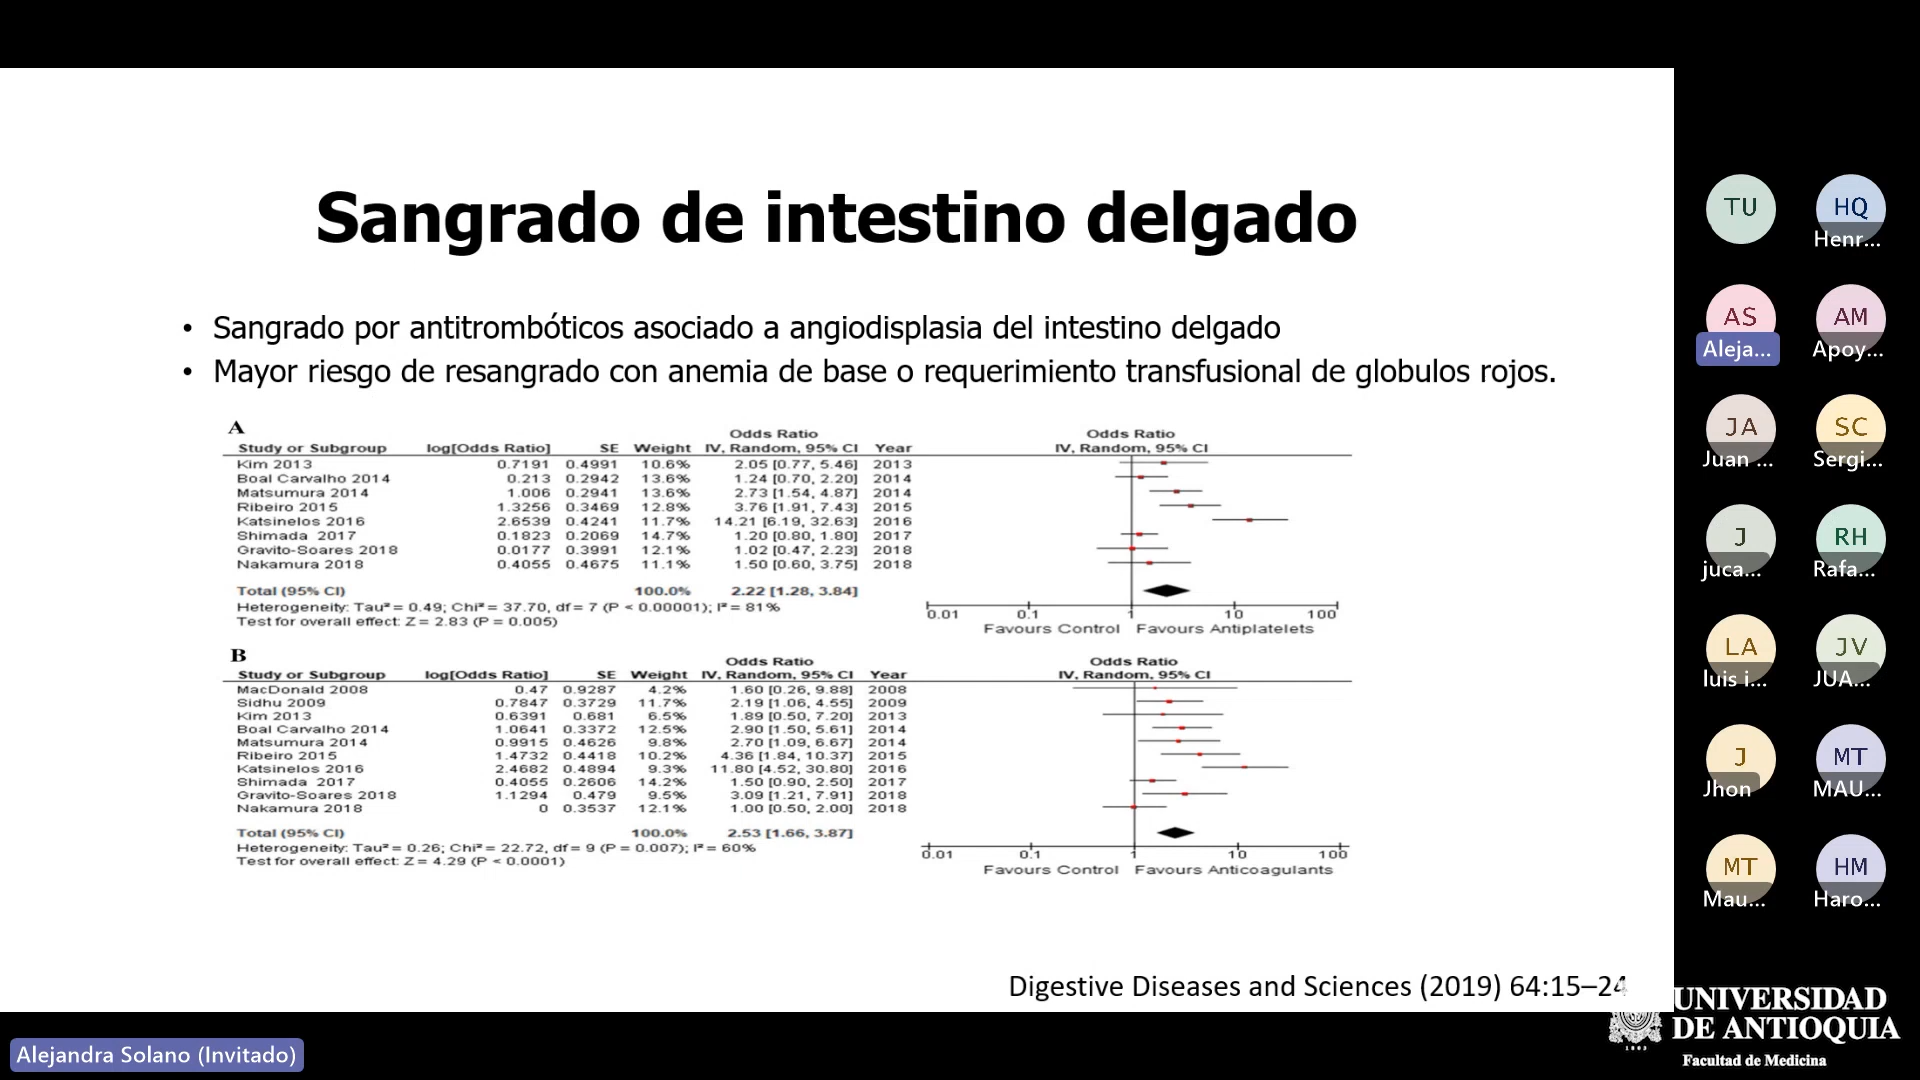 Sangrado de intestino delgado
• Sangrado por antitrombóticos asociado a angiodisplasia del intestino delgado
• Mayor riesgo de resangrado con anemia de base o requerimiento transfusional de globulos rojos.
A
Odds Ratio Odds Ratio
Study or Subgroup log[Odds Ratio] SE Weight IV, Random, 95% CI Year IV, Random, 95% CI
Kim 2013 0.7191 0.4991 10.6% 2.05 [0.77, 5.46] 2013
Boal Carvalho 2014 0.213 0.2942 13.6% 1.24 [0.70, 2.20] 2014
Matsumura 2014 1.006 0.2941 13.6% 2.73 [1.54, 4.87] 2014
Ribeiro 2015 1.3256 0.3469 12.8% 3.76 [1.91, 7.43] 2015
Katsinelos 2016 2.6539 0.4241 11.7% 14.21 [6.19, 32.63] 2016
Shimada 2017 0.1823 0.2069 14.7% 1.20 [0.80, 1.80] 2017
Gravito-Soares 2018 0.0177 0.3991 12.1% 1.02 [0.47, 2.23] 2018
Nakamura 2018 0.4055 0.4675 11.1% 1.50 [0.60, 3.75] 2018
Total (95% CI) 100.0% 2.22 [1.28, 3.84]
Heterogeneity: Tau² = 0.49; Chi² = 37.70, df = 7 (P < 0.00001); I² = 81%
Test for overall effect: Z = 2.83 (P = 0.005)
0.01 0.1 1 10 100
Favours Control Favours Antiplatelets
B
Odds Ratio Odds Ratio
Study or Subgroup log[Odds Ratio] SE Weight IV, Random, 95% CI Year IV, Random, 95% CI
MacDonald 2008 0.47 0.9287 4.2% 1.60 [0.26, 9.88] 2008
Sidhu 2009 0.7847 0.3729 11.7% 2.19 [1.06, 4.55] 2009
Kim 2013 0.6391 0.681 6.5% 1.89 [0.50, 7.20] 2013
Boal Carvalho 2014 1.0641 0.3372 12.5% 2.90 [1.50, 5.61] 2014
Matsumura 2014 0.9915 0.4626 9.8% 2.70 [1.09, 6.67] 2014
Ribeiro 2015 1.4732 0.4418 10.2% 4.36 [1.84, 10.37] 2015
Katsinelos 2016 2.4682 0.4894 9.3% 11.80 [4.52, 30.80] 2016
Shimada 2017 0.4055 0.2606 14.2% 1.50 [0.90, 2.50] 2017
Gravito-Soares 2018 1.1294 0.479 9.5% 3.09 [1.21, 7.91] 2018
Nakamura 2018 0 0.3537 12.1% 1.00 [0.50, 2.00] 2018
Total (95% CI) 100.0% 2.53 [1.66, 3.87]
Heterogeneity: Tau² = 0.26; Chi² = 22.72, df = 9 (P = 0.007); I² = 60%
Test for overall effect: Z = 4.29 (P < 0.0001)
0.01 0.1 1 10 100
Favours Control Favours Anticoagulants
Digestive Diseases and Sciences (2019) 64:15–24
TU HQ
Henr...
AS AM
Aleja... Apoy...
JA SC
Juan ... Sergi...
J RH
juca... Rafa...
LA JV
luis i... JUA...
J MT
Jhon MAU...
MT HM
Mau... Haro...
UNIVERSIDAD
DE ANTIOQUIA
1803
Facultad de Medicina
Alejandra Solano (Invitado)